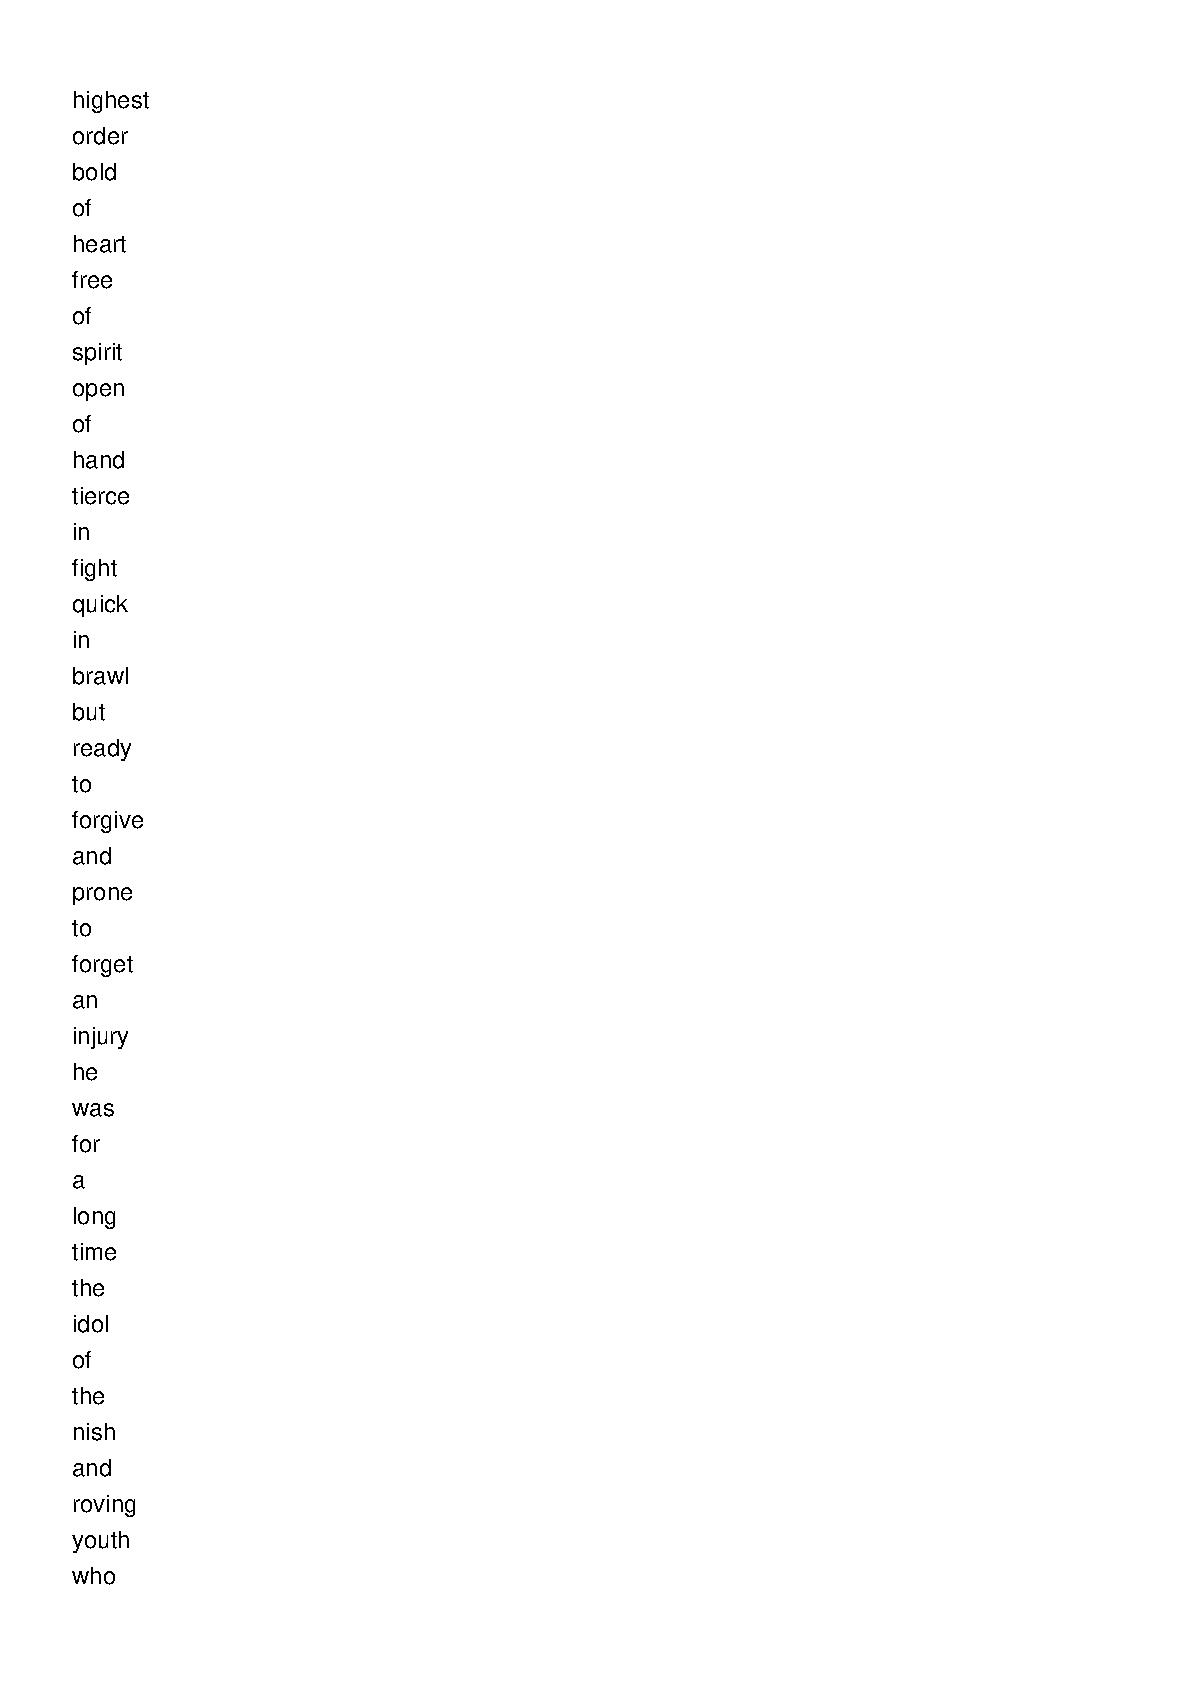 highest
order
bold
of
heart
free
of
spirit
open
of
hand
tierce
in
fight
quick
in
brawl
but
ready
to
forgive
and
prone
to
forget
an
injury
he
was
for
a
long
time
the
idol
of
the
nish
and
roving
youth
who